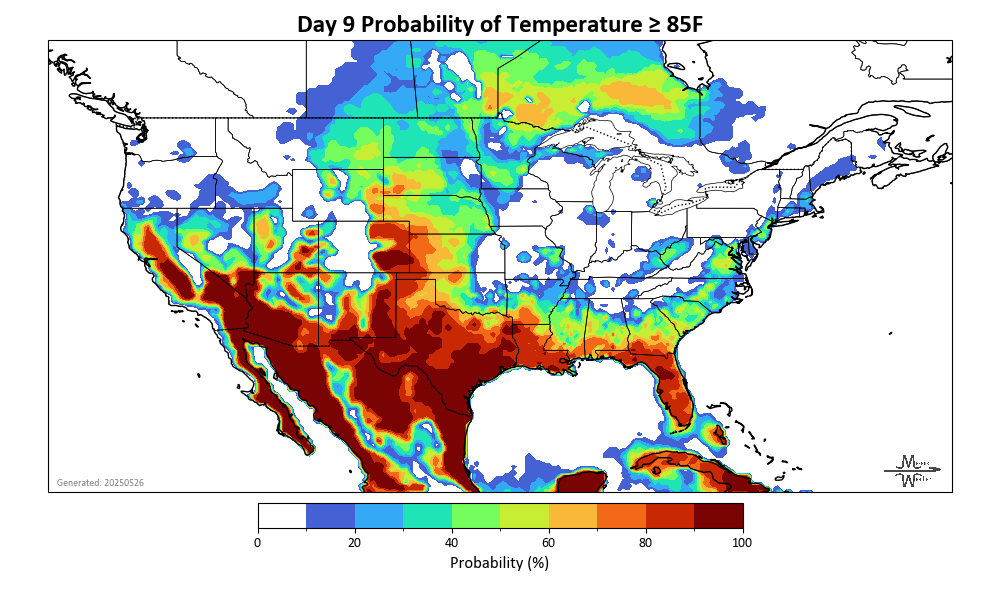 Day 9 Probability of Temperature ≥ 85F
Generated: 20250526
0 20 40 60 80 100
Probability (%)